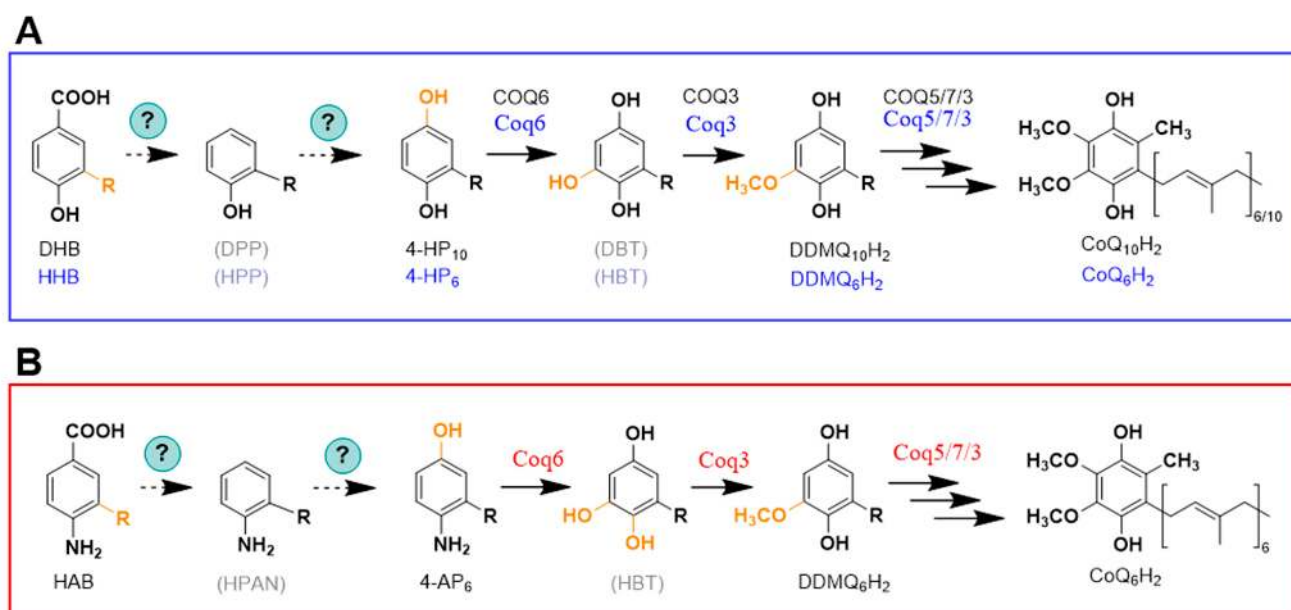 A
COOH
?
R
OH
DHB
HHB
R
OH
(DPP)
(HPP)
?
OH
R
OH
4-HP₁₀
4-HP₆
COQ6
Coq6
OH
HO
R
OH
(DBT)
(HBT)
COQ3
Coq3
OH
H₃CO
R
OH
DDMQ₁₀H₂
DDMQ₆H₂
COQ5/7/3
Coq5/7/3
OH
H₃CO
CH₃
H₃CO
OH
6/10
CoQ₁₀H₂
CoQ₆H₂
B
COOH
?
R
NH₂
HAB
R
NH₂
(HPAN)
?
OH
R
NH₂
4-AP₆
Coq6
OH
HO
R
OH
(HBT)
Coq3
OH
H₃CO
R
OH
DDMQ₆H₂
Coq5/7/3
OH
H₃CO
CH₃
H₃CO
OH
6
CoQ₆H₂